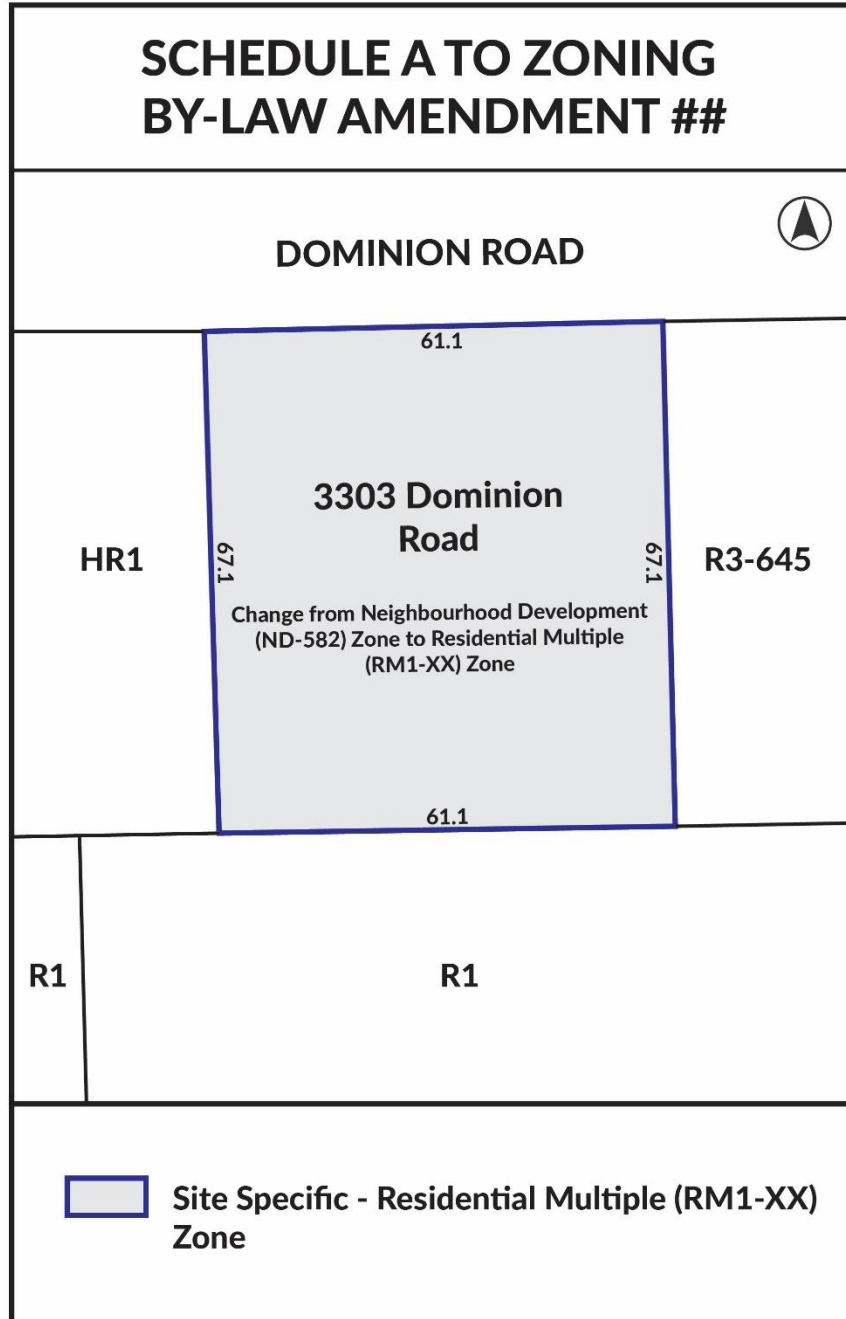 SCHEDULE A TO ZONING
BY-LAW AMENDMENT ##
DOMINION ROAD
61.1
3303 Dominion
Road
HR1
67.1
67.1
R3-645
Change from Neighbourhood Development
(ND-582) Zone to Residential Multiple
(RM1-XX) Zone
61.1
R1
R1
Site Specific - Residential Multiple (RM1-XX)
Zone